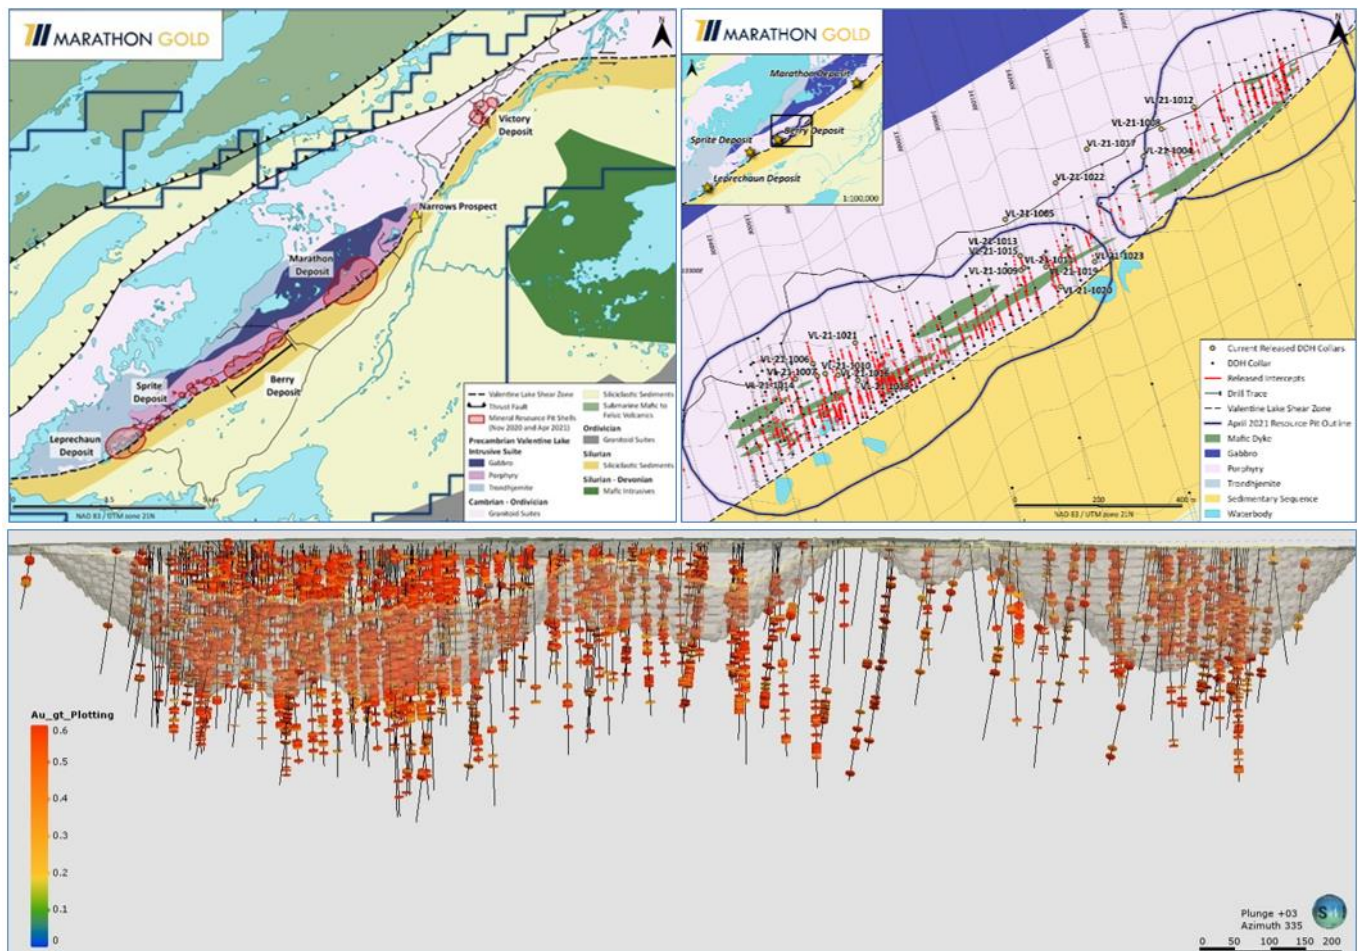 MARATHON GOLD
N
Victory
Deposit
Narrows Prospect
Marathon
Deposit
Berry
Deposit
Sprite
Deposit
Leprechaun
Deposit
NAD 83 / UTM zone 21N
Valentine Lake Shear Zone
Thrust Fault
Mineral Resource Pit Shells
(Nov 2020 and Apr 2021)
Precambrian Valentine Lake
Intrusive Suite
Gabbro
Porphyry
Trondhjemite
Cambrian - Ordivician
Granitoid Suites
Siliciclastic Sediments
Submarine Mafic to
Felsic Volcanics
Ordivician
Granitoid Suites
Silurian
Siliciclastic Sediments
Silurian - Devonian
Mafic Intrusives
MARATHON GOLD
N
Marathon Deposit
Berry Deposit
Sprite Deposit
Leprechaun Deposit
1:100,000
VL-21-1012
VL-21-1008
VL-21-1017
VL-21-1004
VL-21-1022
VL-21-1005
VL-21-1013
VL-21-1015
VL-21-1023
VL-21-1009
VL-21-1019
VL-21-1020
VL-21-1021
VL-21-1006
VL-21-1007
VL-21-1010
VL-21-1014
Current Released DDH Collars
DDH Collar
Released Intercepts
Drill Trace
Valentine Lake Shear Zone
April 2021 Resource Pit Outline
Mafic Dyke
Gabbro
Porphyry
Trondhjemite
Sedimentary Sequence
Waterbody
0 200 400 m
NAD 83 / UTM zone 21N
Au_gt_Plotting
0.6
0.5
0.4
0.3
0.2
0.1
0
Plunge +03
Azimuth 335
0 50 100 150 200